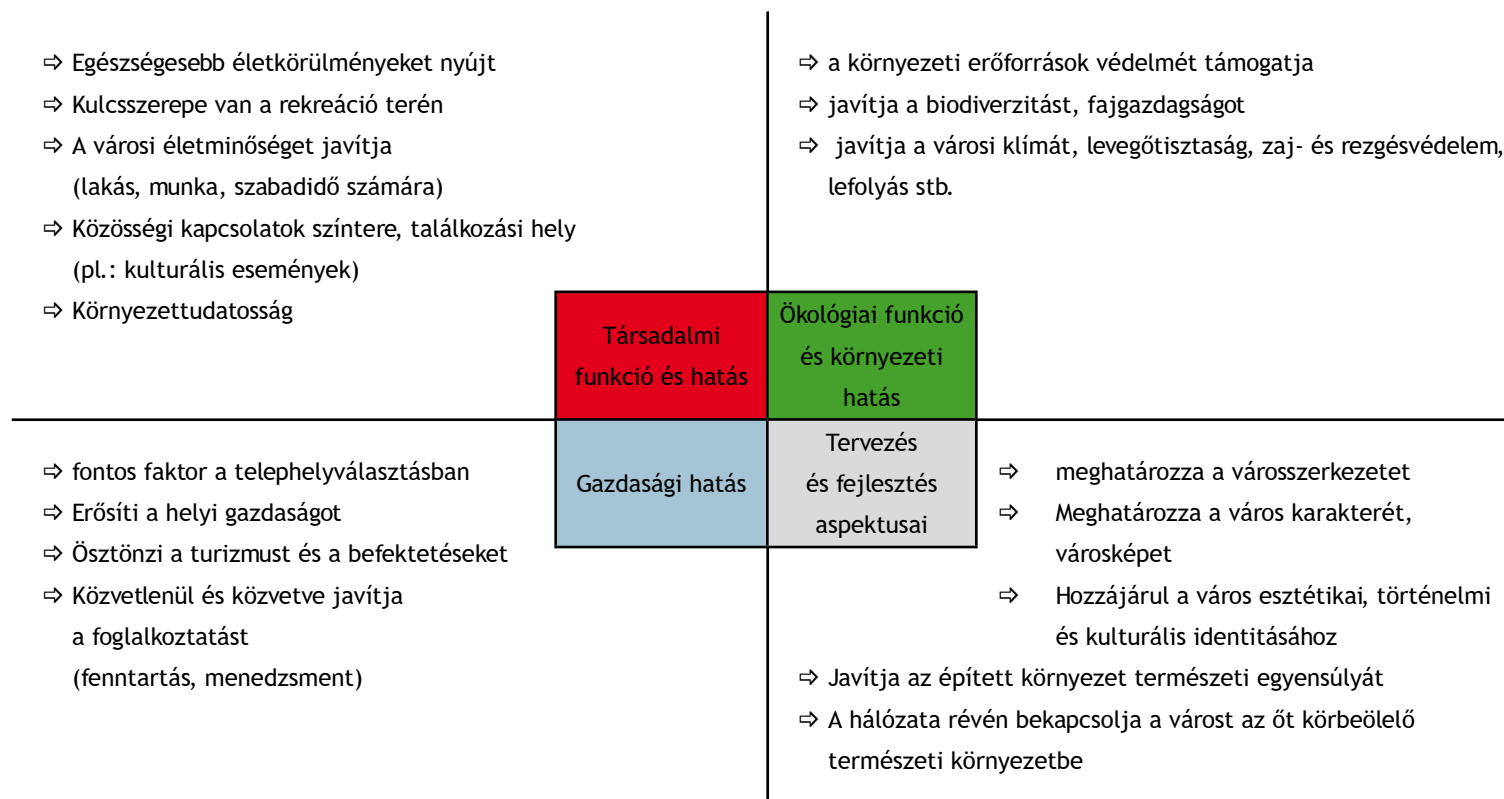 ⇨ Egészségesebb életkörülményeket nyújt
⇨ Kulcsszerepe van a rekreáció terén
⇨ A városi életminőséget javítja
(lakás, munka, szabadidő számára)
⇨ Közösségi kapcsolatok színtere, találkozási hely
(pl.: kulturális események)
⇨ Környezettudatosság
⇨ a környezeti erőforrások védelmét támogatja
⇨ javítja a biodiverzitást, fajgazdagságot
⇨ javítja a városi klímát, levegőtisztaság, zaj- és rezgésvédelem,
lefolyás stb.
Társadalmi
funkció és hatás
Ökológiai funkció
és környezeti
hatás
Gazdasági hatás
Tervezés
és fejlesztés
aspektusai
⇨ fontos faktor a telephelyválasztásban
⇨ Erősíti a helyi gazdaságot
⇨ Ösztönzi a turizmust és a befektetéseket
⇨ Közvetlenül és közvetve javítja
a foglalkoztatást
(fenntartás, menedzsment)
⇨ meghatározza a városszerkezetet
⇨ Meghatározza a város karakterét,
városképet
⇨ Hozzájárul a város esztétikai, történelmi
és kulturális identitásához
⇨ Javítja az épített környezet természeti egyensúlyát
⇨ A hálózata révén bekapcsolja a várost az őt körbeölelő
természeti környezetbe